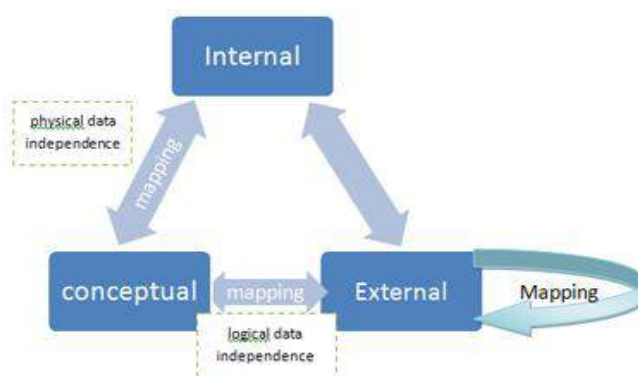 Internal
physical data
independence
mapping
conceptual
mapping
External
Mapping
logical data
independence